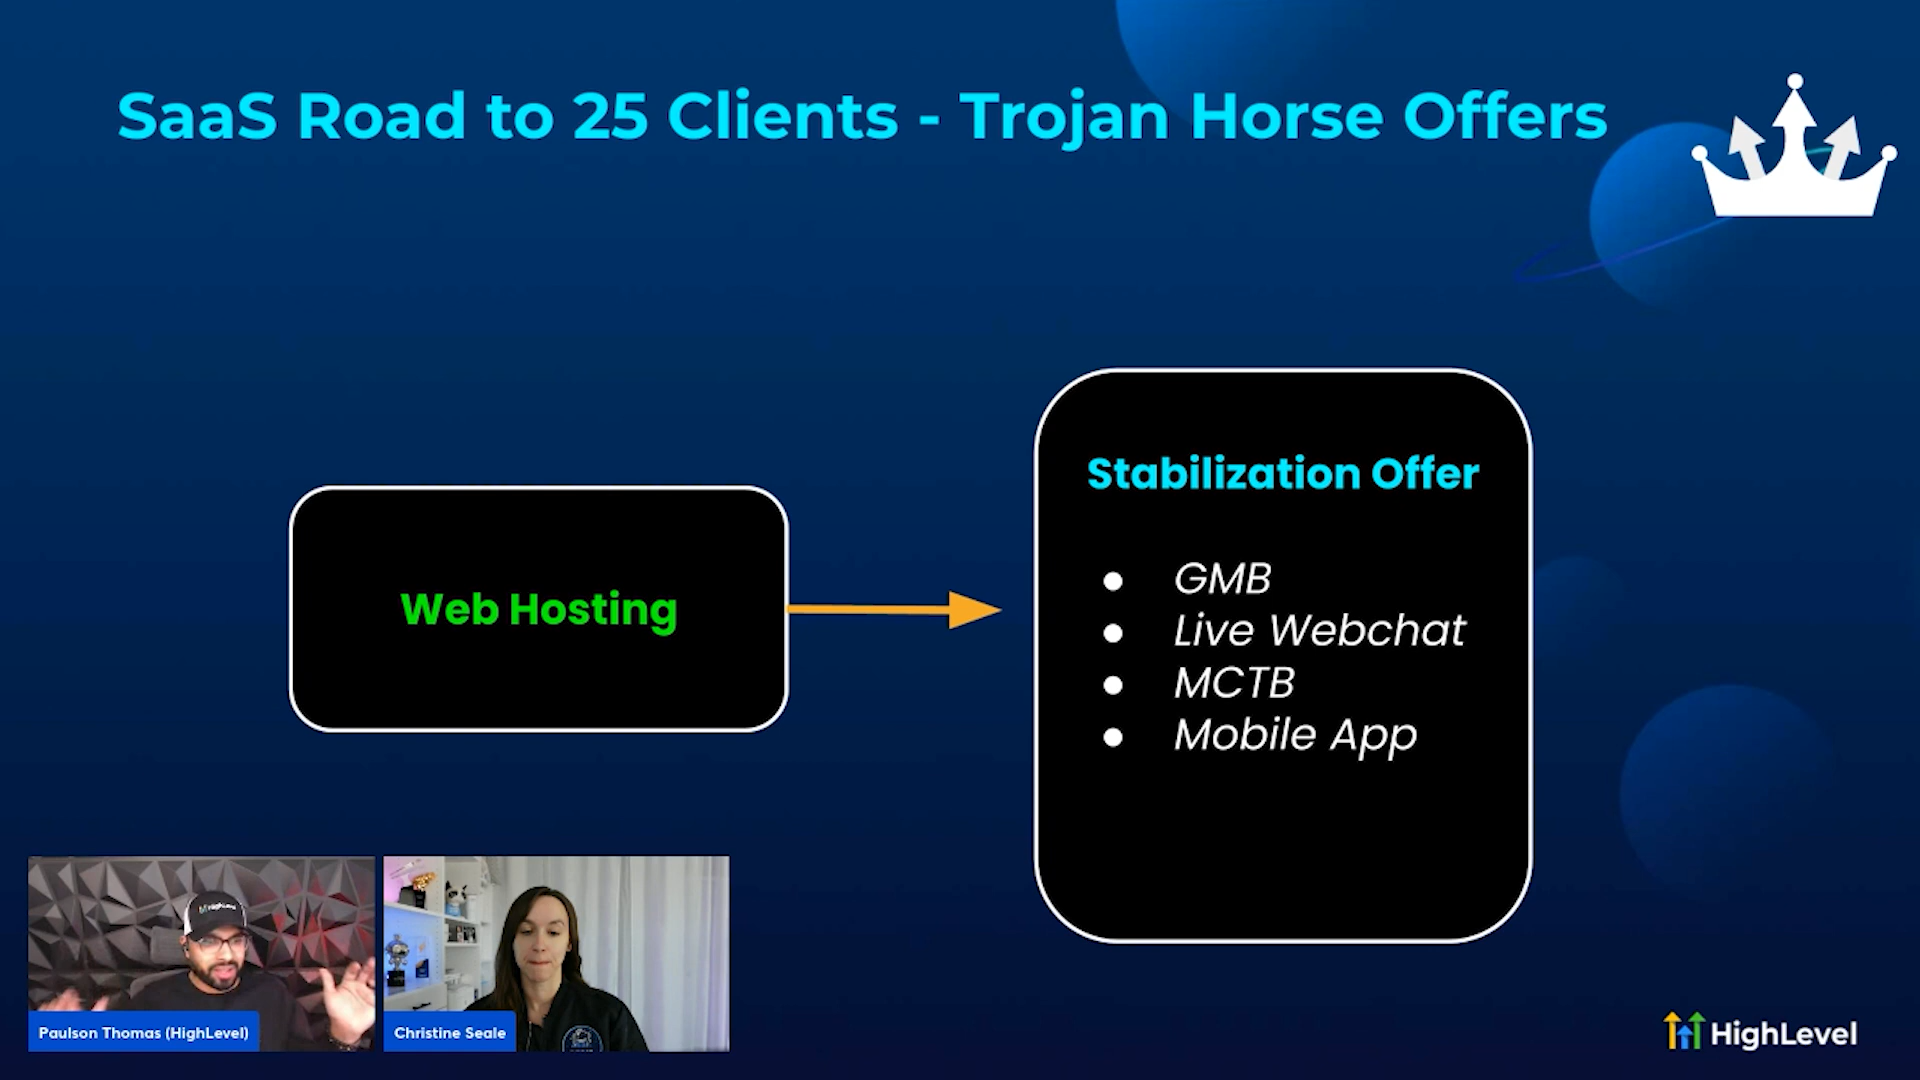 SaaS Road to 25 Clients - Trojan Horse Offers
Web Hosting
Stabilization Offer
GMB
Live Webchat
MCTB
Mobile App
HighLevel
Paulson Thomas (HighLevel)
Christine Seale
HighLevel